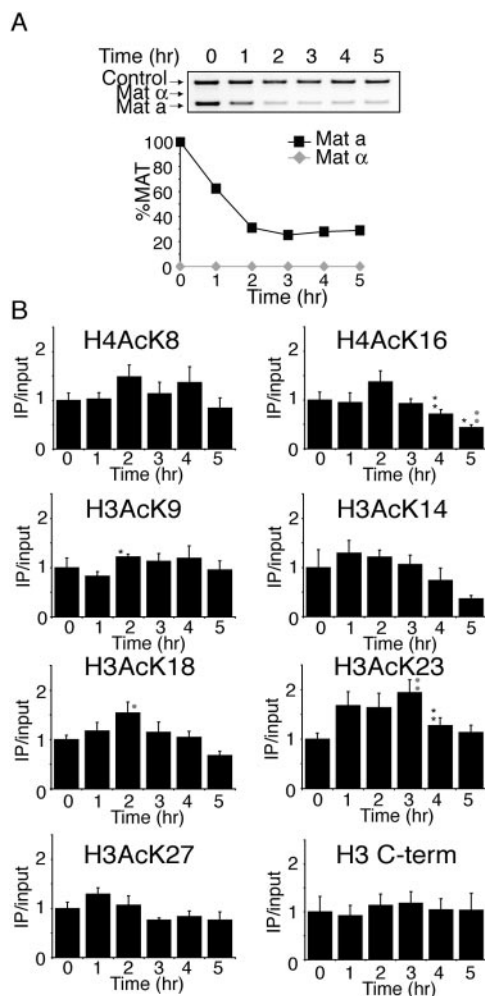 A
Time (hr) 0 1 2 3 4 5
Control
Mat α
Mat a
Mat a
Mat α
%MAT
100
80
60
40
20
0
0 1 2 3 4 5
Time (hr)
B
H4AcK8
IP/input
2
1
0
0 1 2 3 4 5
Time (hr)
H4AcK16
IP/input
2
1
0
* * * * *
0 1 2 3 4 5
Time (hr)
H3AcK9
IP/input
2
1
0
*
0 1 2 3 4 5
Time (hr)
H3AcK14
IP/input
2
1
0
0 1 2 3 4 5
Time (hr)
H3AcK18
IP/input
2
1
0
*
0 1 2 3 4 5
Time (hr)
H3AcK23
IP/input
2
1
0
* * * *
0 1 2 3 4 5
Time (hr)
H3AcK27
IP/input
2
1
0
0 1 2 3 4 5
Time (hr)
H3 C-term
IP/input
2
1
0
0 1 2 3 4 5
Time (hr)